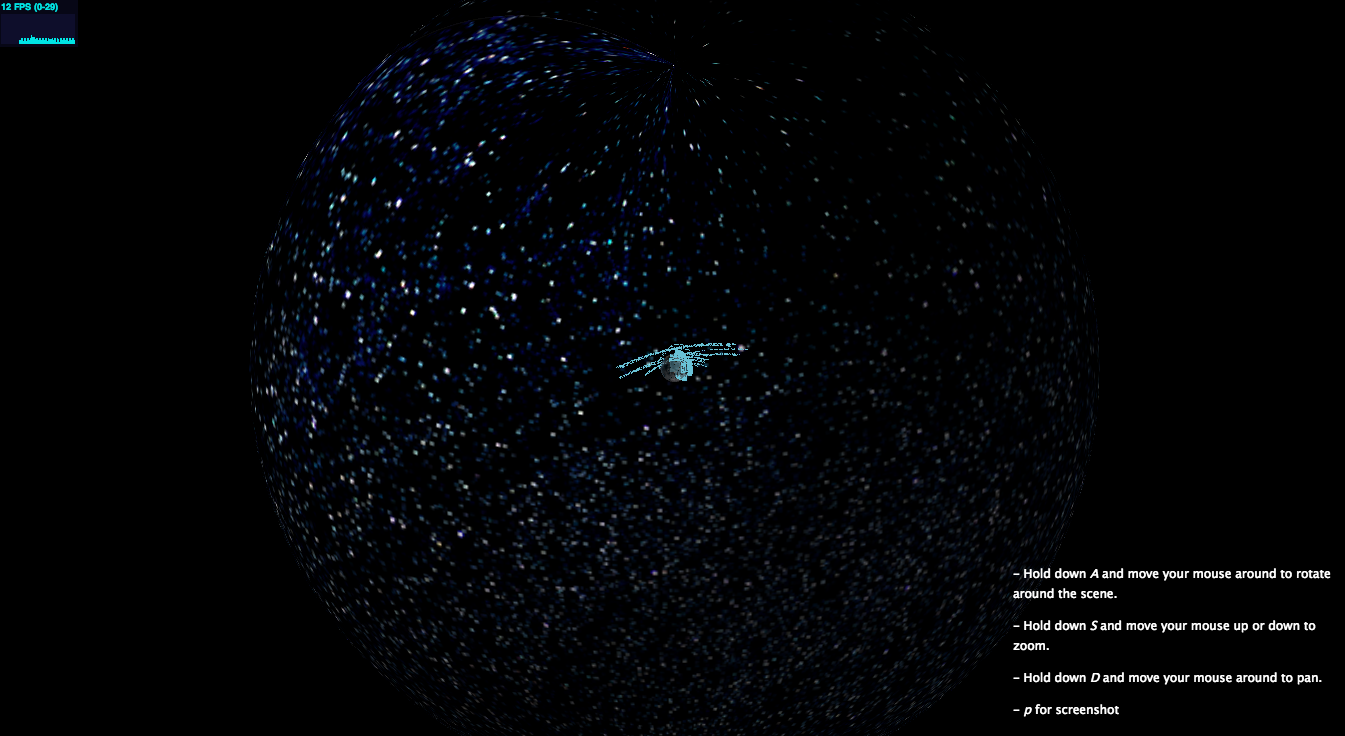 12 FPS (0-29)
– Hold down A and move your mouse around to rotate
around the scene.
– Hold down S and move your mouse up or down to
zoom.
– Hold down D and move your mouse around to pan.
– p for screenshot